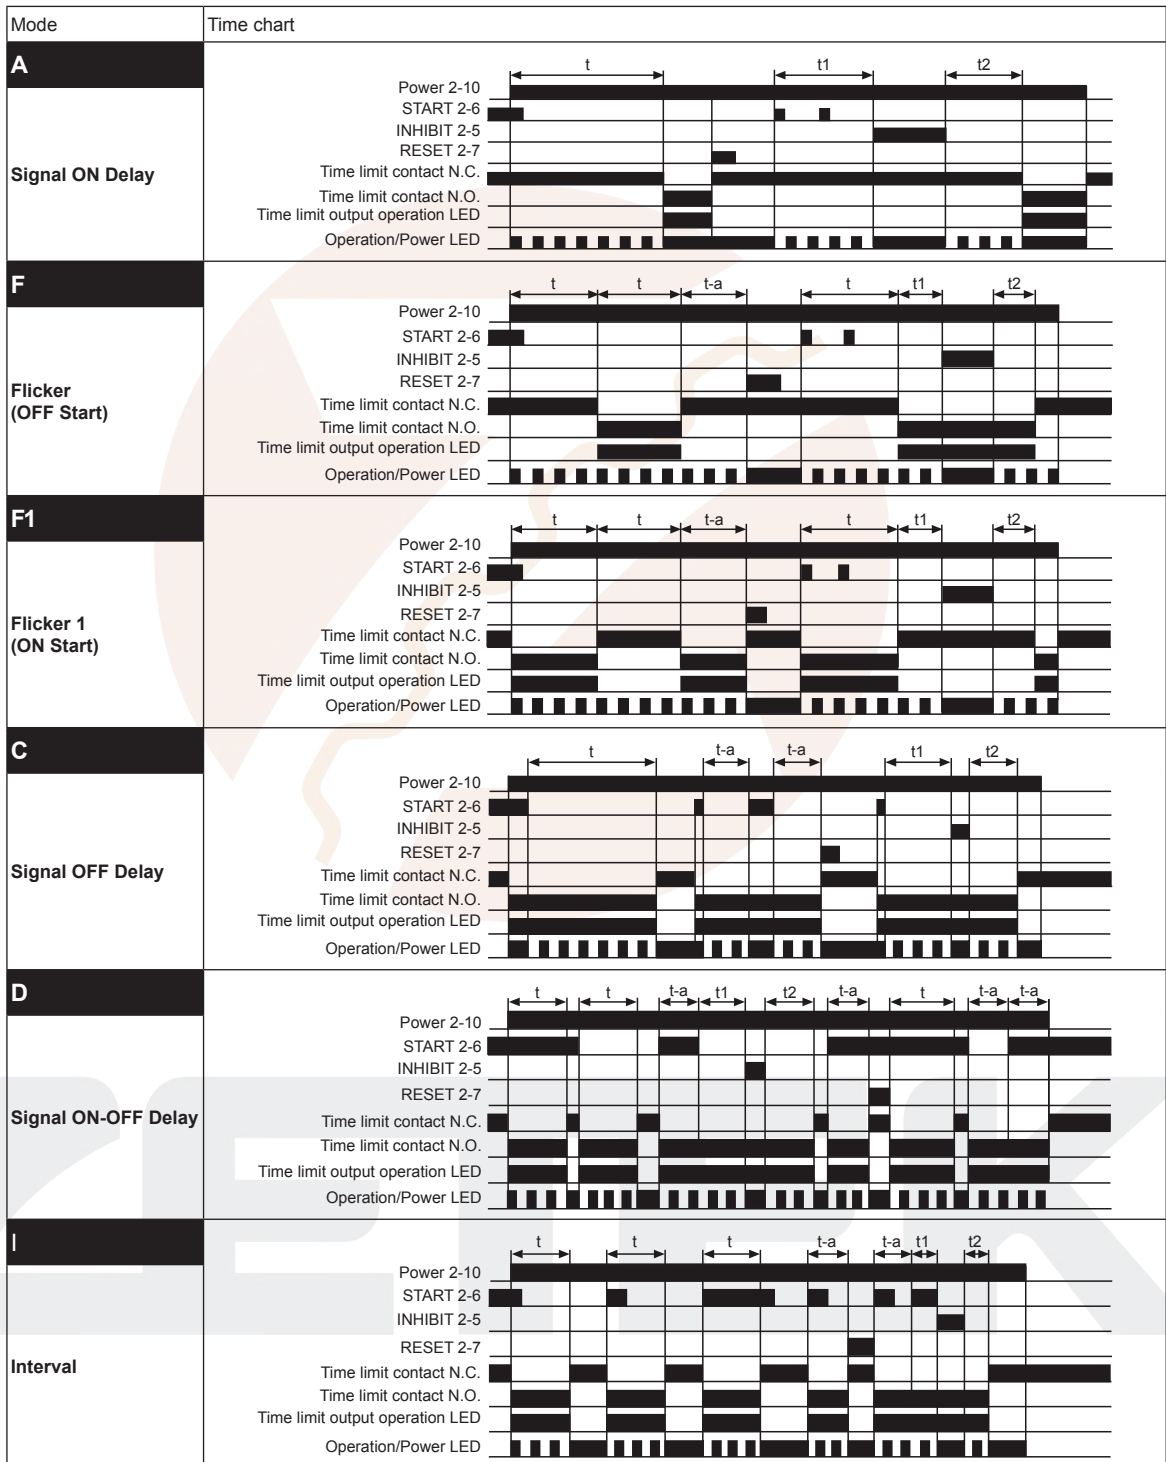 Mode Time chart
A
t t1 t2
Power 2-10
START 2-6
INHIBIT 2-5
RESET 2-7
Signal ON Delay
Time limit contact N.C.
Time limit contact N.O.
Time limit output operation LED
Operation/Power LED
F
t t t-a t t1 t2
Power 2-10
START 2-6
INHIBIT 2-5
RESET 2-7
Flicker
(OFF Start)
Time limit contact N.C.
Time limit contact N.O.
Time limit output operation LED
Operation/Power LED
F1
t t t-a t t1 t2
Power 2-10
START 2-6
INHIBIT 2-5
RESET 2-7
Flicker 1
(ON Start)
Time limit contact N.C.
Time limit contact N.O.
Time limit output operation LED
Operation/Power LED
C
t t-a t-a t1 t2
Power 2-10
START 2-6
INHIBIT 2-5
RESET 2-7
Signal OFF Delay
Time limit contact N.C.
Time limit contact N.O.
Time limit output operation LED
Operation/Power LED
D
t t t-a t1 t2 t-a t t-a t-a
Power 2-10
START 2-6
INHIBIT 2-5
RESET 2-7
Signal ON-OFF Delay
Time limit contact N.C.
Time limit contact N.O.
Time limit output operation LED
Operation/Power LED
I
t t t t-a t-a t1 t2
Power 2-10
START 2-6
INHIBIT 2-5
RESET 2-7
Interval
Time limit contact N.C.
Time limit contact N.O.
Time limit output operation LED
Operation/Power LED